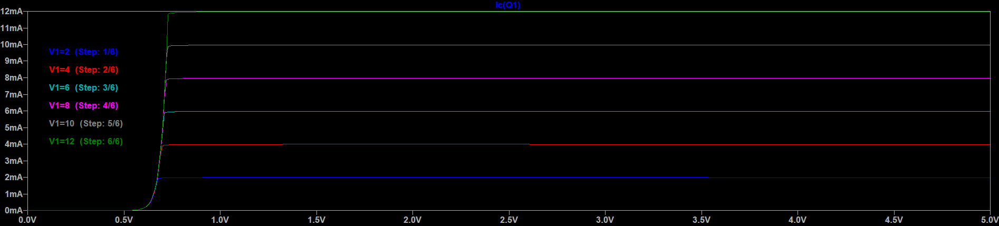 Ic(Q1)
12mA
11mA
10mA
9mA
8mA
7mA
6mA
5mA
4mA
3mA
2mA
1mA
0mA
V1=2 (Step: 1/6)
V1=4 (Step: 2/6)
V1=6 (Step: 3/6)
V1=8 (Step: 4/6)
V1=10 (Step: 5/6)
V1=12 (Step: 6/6)
0.0V 0.5V 1.0V 1.5V 2.0V 2.5V 3.0V 3.5V 4.0V 4.5V 5.0V